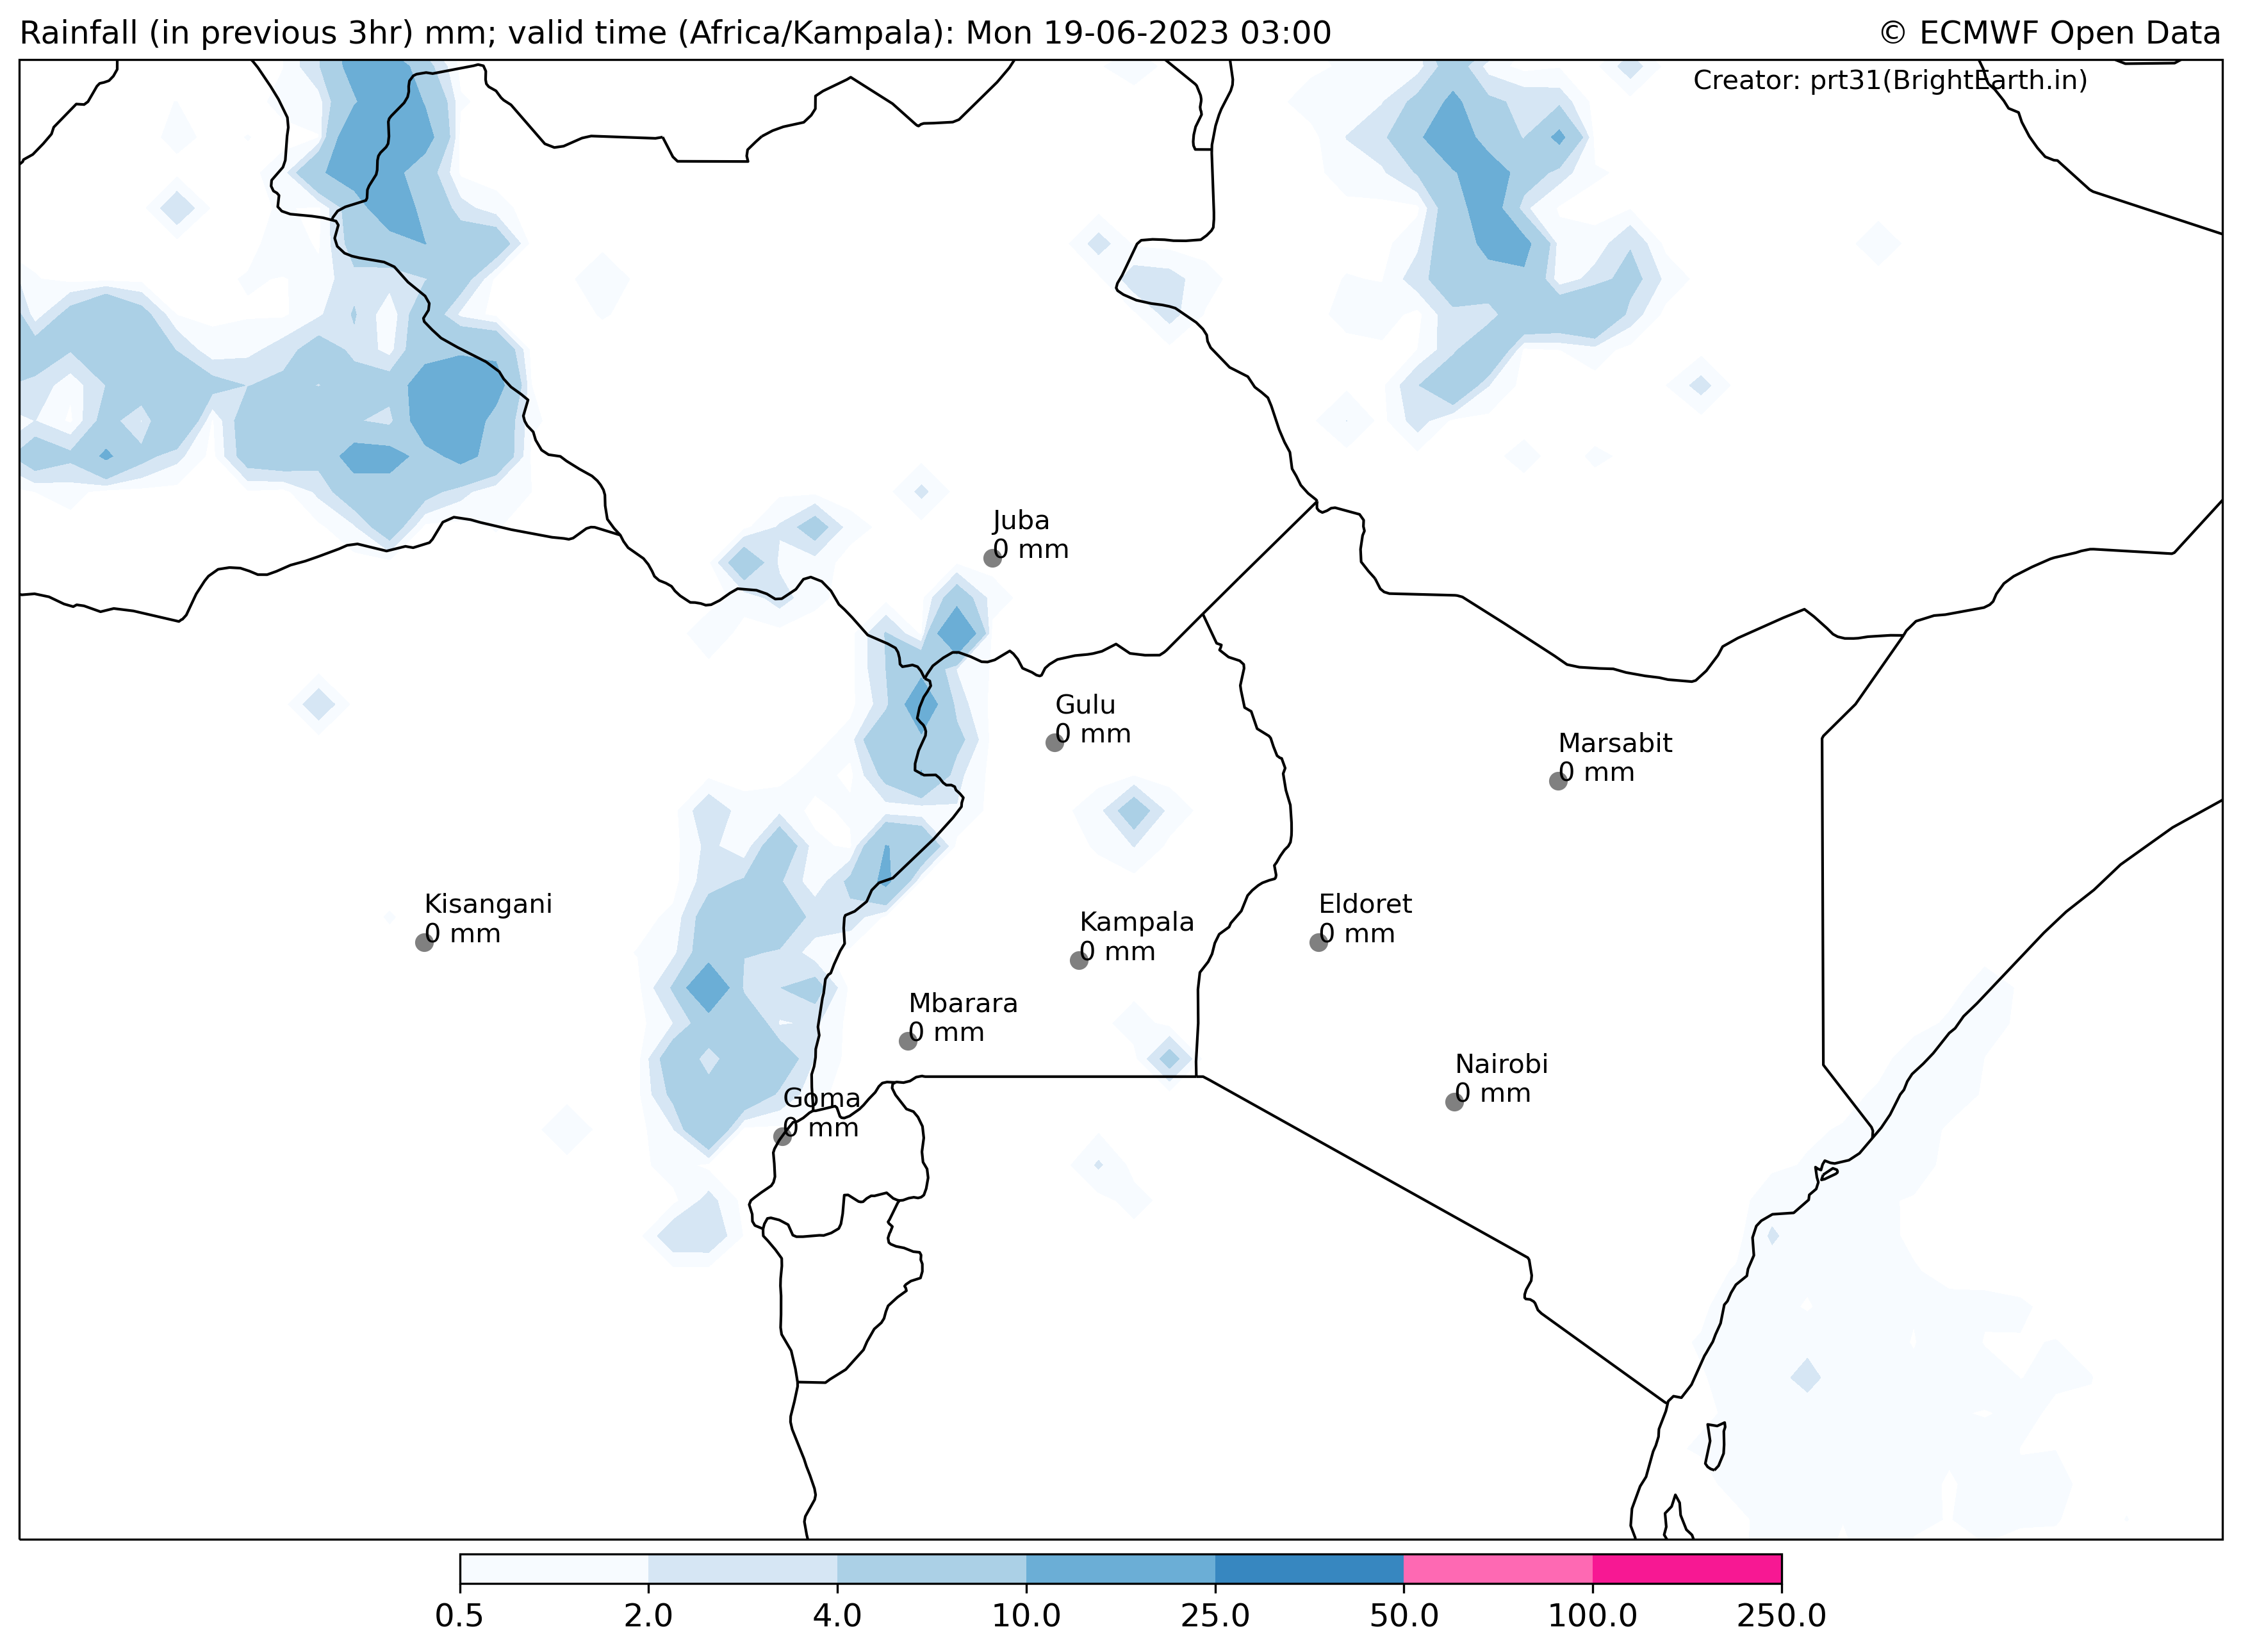 Rainfall (in previous 3hr) mm; valid time (Africa/Kampala): Mon 19-06-2023 03:00
© ECMWF Open Data
Creator: prt31(BrightEarth.in)
Juba
0 mm
Gulu
0 mm
Marsabit
0 mm
Kisangani
0 mm
Kampala
0 mm
Eldoret
0 mm
Mbarara
0 mm
Nairobi
0 mm
Goma
0 mm
0.5 2.0 4.0 10.0 25.0 50.0 100.0 250.0